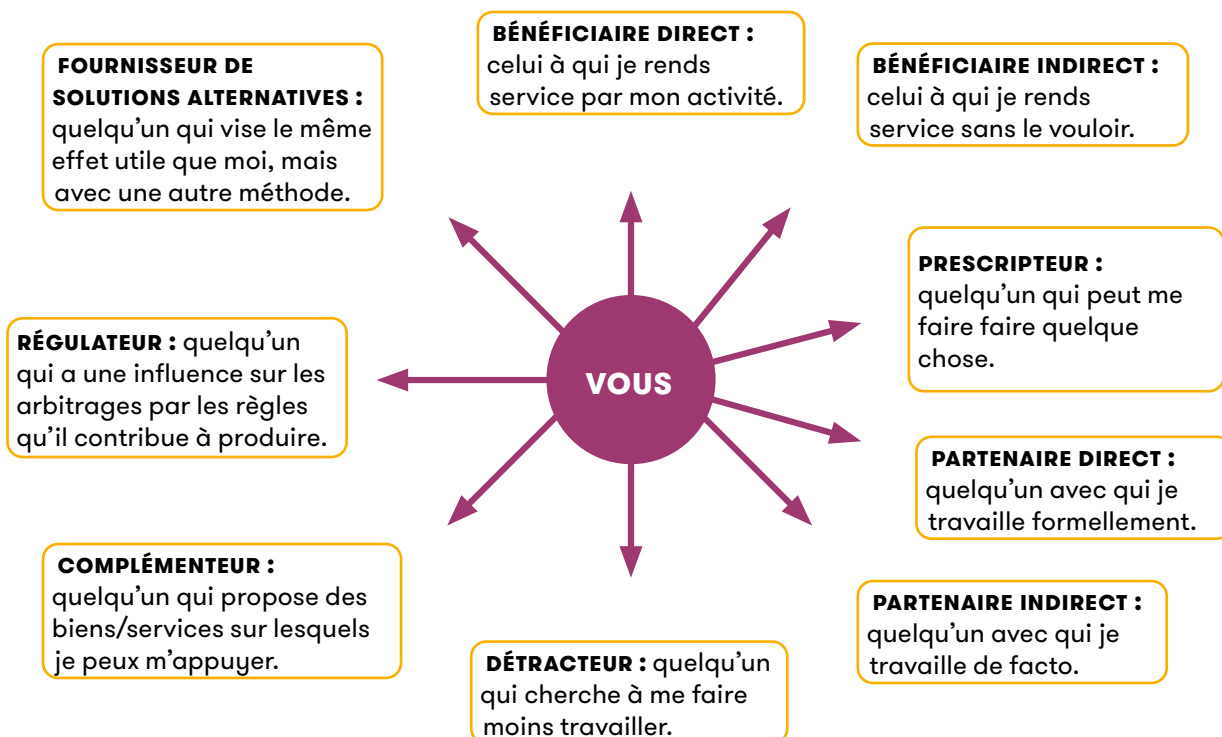 FOURNISSEUR DE
SOLUTIONS ALTERNATIVES :
quelqu'un qui vise le même
effet utile que moi, mais
avec une autre méthode.
BÉNÉFICIAIRE DIRECT :
celui à qui je rends
service par mon activité.
BÉNÉFICIAIRE INDIRECT :
celui à qui je rends
service sans le vouloir.
PRESCRIPTEUR :
quelqu'un qui peut me
faire faire quelque
chose.
RÉGULATEUR : quelqu'un
qui a une influence sur les
arbitrages par les règles
qu'il contribue à produire.
VOUS
PARTENAIRE DIRECT :
quelqu'un avec qui je
travaille formellement.
COMPLÉMENTEUR :
quelqu'un qui propose des
biens/services sur lesquels
je peux m'appuyer.
PARTENAIRE INDIRECT :
quelqu'un avec qui je
travaille de facto.
DÉTRACTEUR : quelqu'un
qui cherche à me faire
moins travailler.